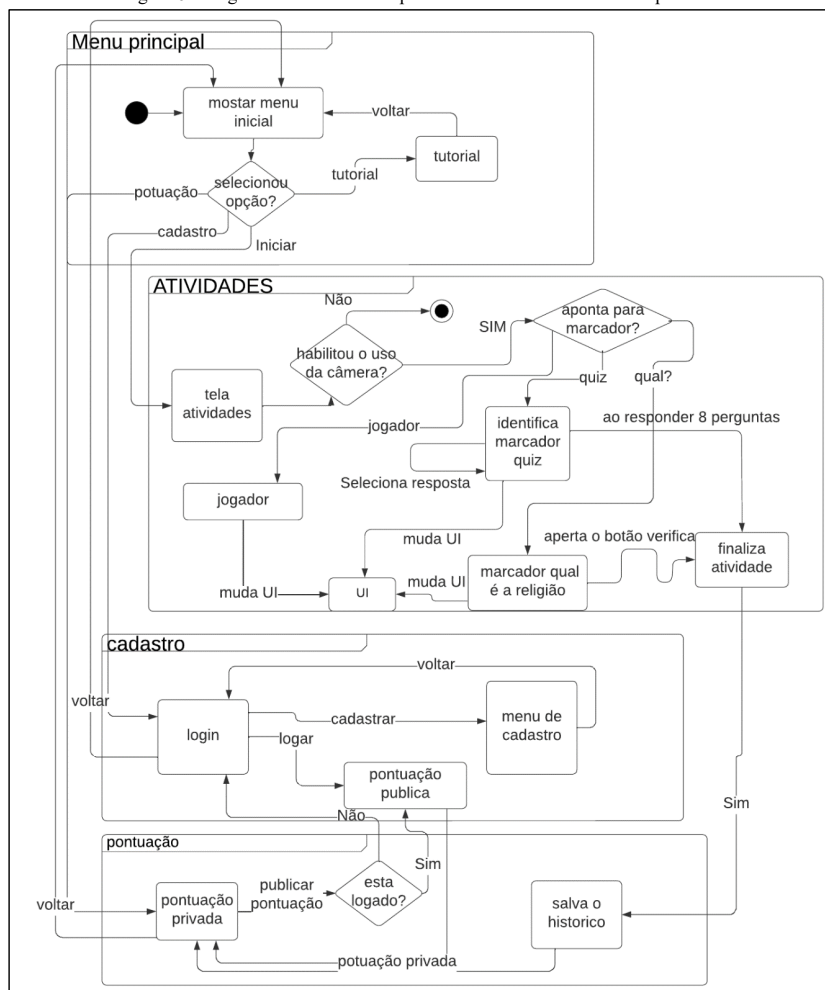 Menu principal
mostar menu
inicial
voltar
tutorial
selecionou
opção?
tutorial
potuação
cadastro
Iniciar
ATIVIDADES
Não
SIM
aponta para
marcador?
habilitou o uso
da câmera?
tela
atividades
quiz
qual?
jogador
identifica
marcador
quiz
ao responder 8 perguntas
Seleciona resposta
jogador
muda UI
aperta o botão verifica
finaliza
atividade
muda UI
UI
muda UI
marcador qual
é a religião
cadastro
voltar
voltar
login
cadastrar
menu de
cadastro
logar
pontuação
publica
Sim
Não
pontuação
Sim
voltar
pontuação
privada
publicar
pontuação
esta
logado?
salva o
historico
potuação privada